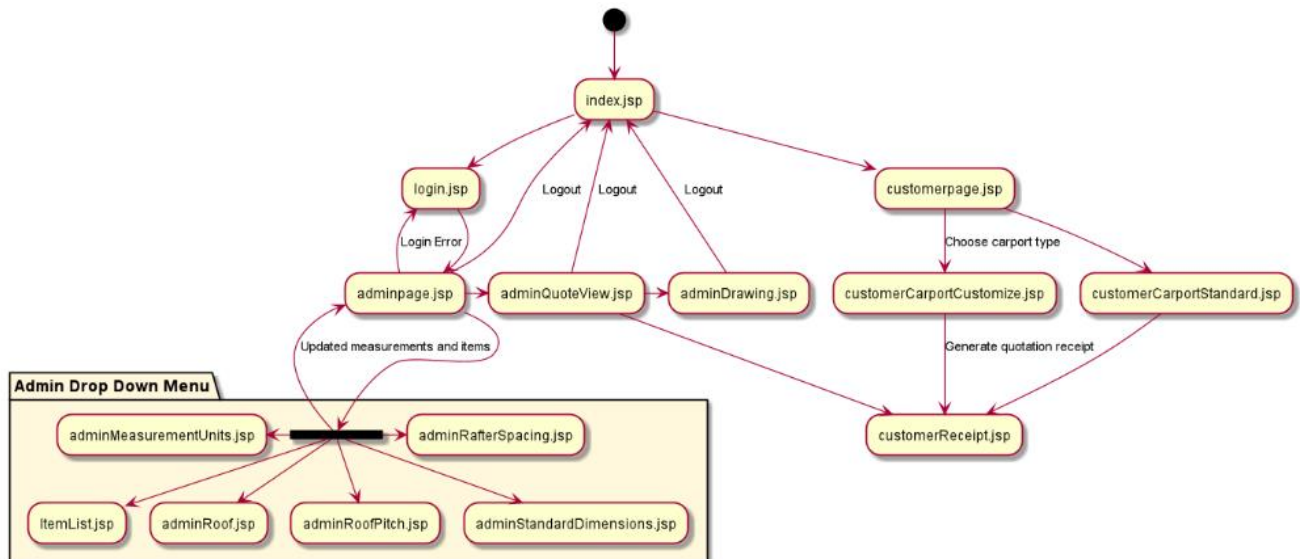 index.jsp
login.jsp
Logout
Logout
Logout
customerpage.jsp
Login Error
Choose carport type
adminpage.jsp
adminQuoteView.jsp
adminDrawing.jsp
customerCarportCustomize.jsp
customerCarportStandard.jsp
Updated measurements and items
Generate quotation receipt
Admin Drop Down Menu
adminMeasurementUnits.jsp
adminRafterSpacing.jsp
customerReceipt.jsp
ItemList.jsp
adminRoof.jsp
adminRoofPitch.jsp
adminStandardDimensions.jsp